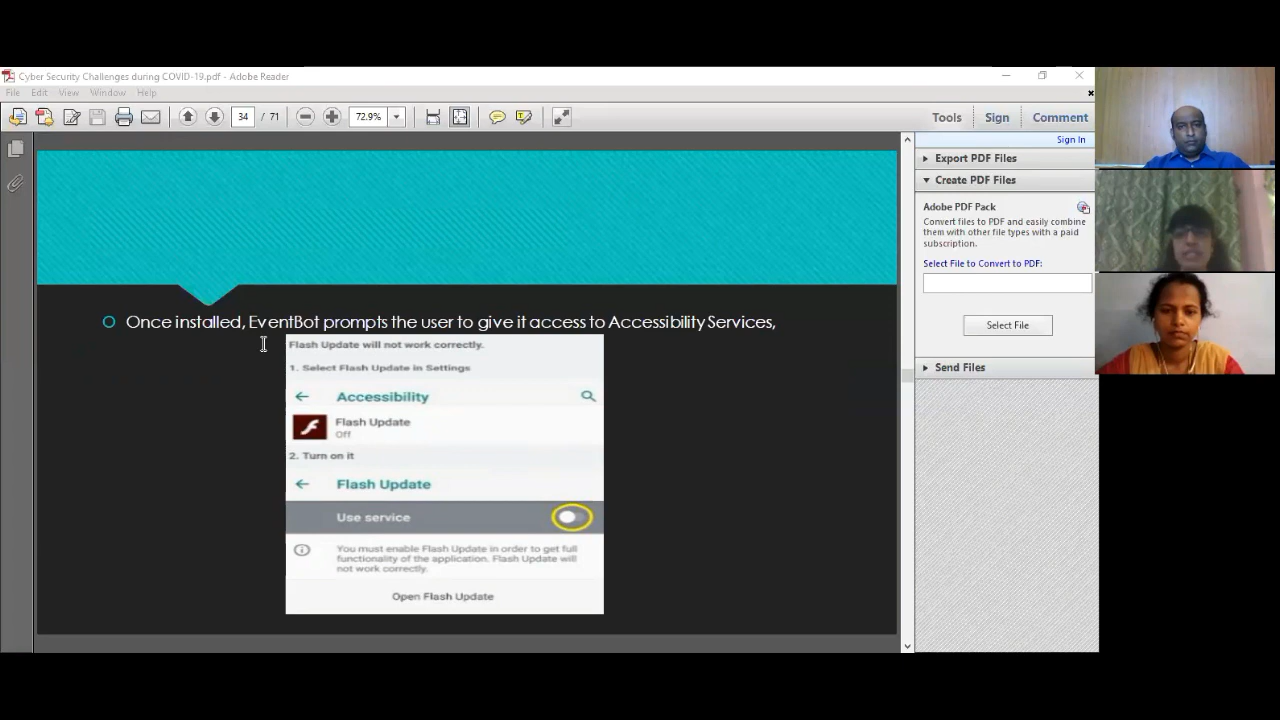 Cyber Security Challenges during COVID-19.pdf - Adobe Reader
File Edit View Window Help
34 / 71
72.9%
Tools Sign Comment
Sign In
Export PDF Files
Create PDF Files
Adobe PDF Pack
Convert files to PDF and easily combine
them with other file types with a paid
subscription.
Select File to Convert to PDF:
Select File
Send Files
Once installed, EventBot prompts the user to give it access to Accessibility Services,
Flash Update will not work correctly.
1. Select Flash Update in Settings
Accessibility
Flash Update
Off
2. Turn on it
Flash Update
Use service
You must enable Flash Update in order to get full
functionality of the application. Flash Update will
not work correctly.
Open Flash Update